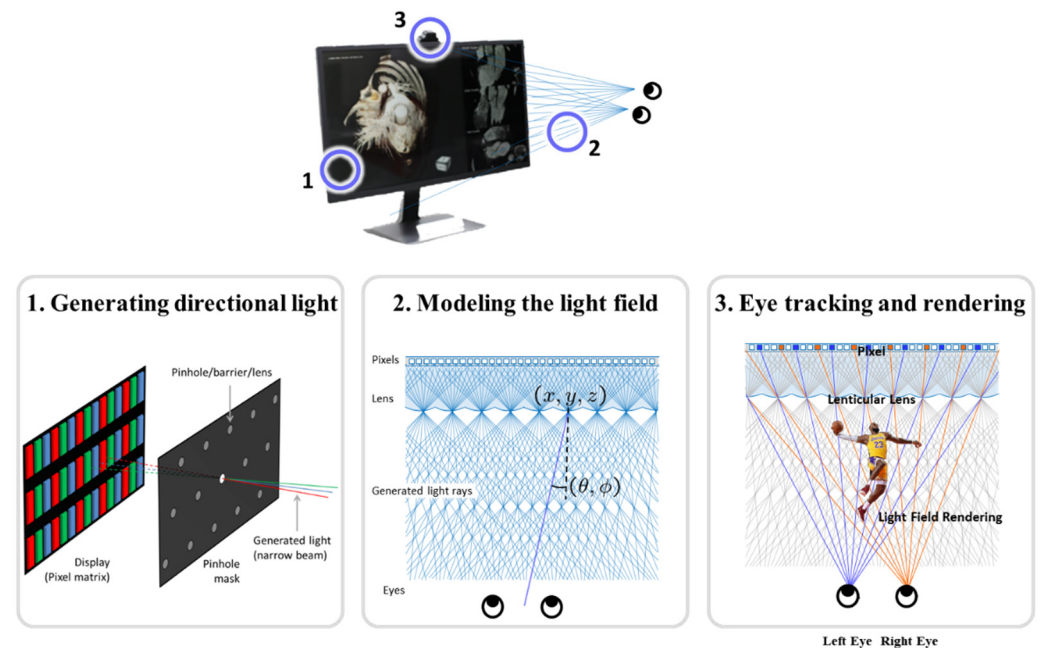 3
2
1
1. Generating directional light
Pinhole/barrier/lens
Display
(Pixel matrix)
Pinhole
mask
Generated light
(narrow beam)
2. Modeling the light field
Pixels
Lens
(x, y, z)
Generated light rays
(θ, ϕ)
Eyes
3. Eye tracking and rendering
Pixel
Lenticular Lens
23
Light Field Rendering
Left Eye Right Eye